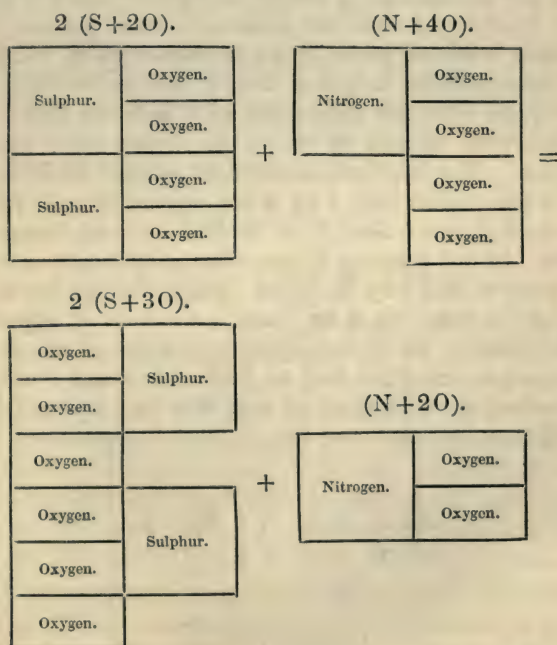 2 (S+2O). (N+4O).
Sulphur. Oxygen. Nitrogen. Oxygen.
Oxygen. Oxygen.
+ =
Sulphur. Oxygen. Oxygen.
Oxygen. Oxygen.
2 (S+3O).
Oxygen. Sulphur.
Oxygen.
(N+2O).
Oxygen.
+ Nitrogen. Oxygen.
Oxygen. Sulphur. Oxygen.
Oxygen.
Oxygen.